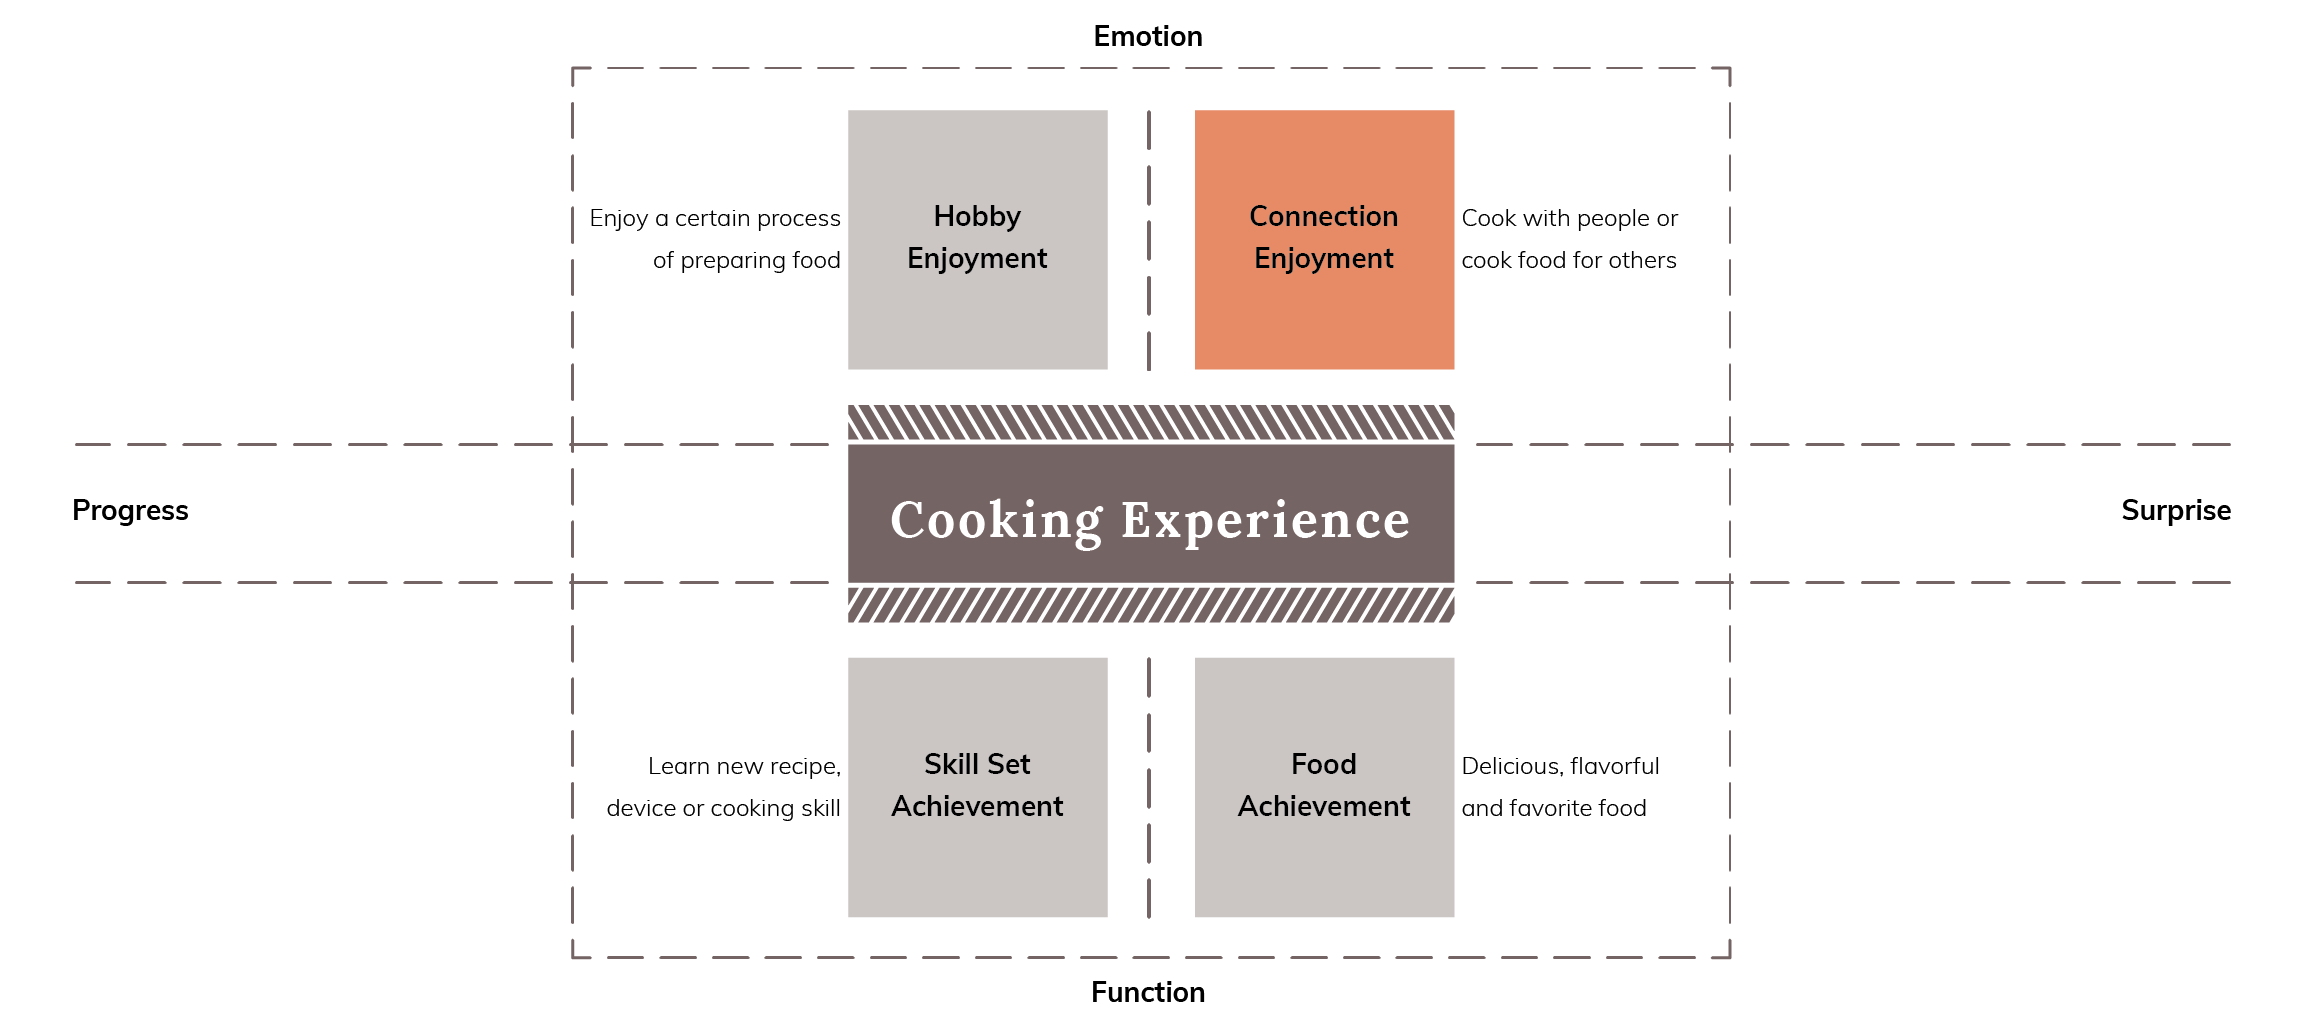 Emotion
Enjoy a certain process
of preparing food
Hobby
Enjoyment
Connection
Enjoyment
Cook with people or
cook food for others
Progress
Cooking Experience
Surprise
Learn new recipe,
device or cooking skill
Skill Set
Achievement
Food
Achievement
Delicious, flavorful
and favorite food
Function